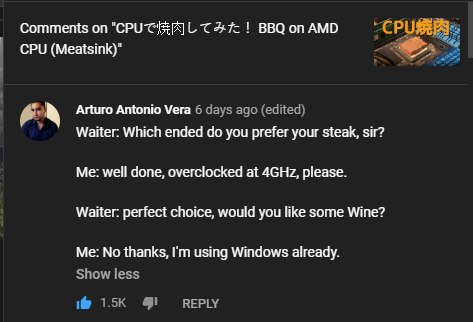 Comments on "CPUで焼肉してみた！ BBQ on AMD
CPU (Meatsink)"
CPU焼肉
Arturo Antonio Vera 6 days ago (edited)
Waiter: Which ended do you prefer your steak, sir?
Me: well done, overclocked at 4GHz, please.
Waiter: perfect choice, would you like some Wine?
Me: No thanks, I'm using Windows already.
Show less
1.5K REPLY